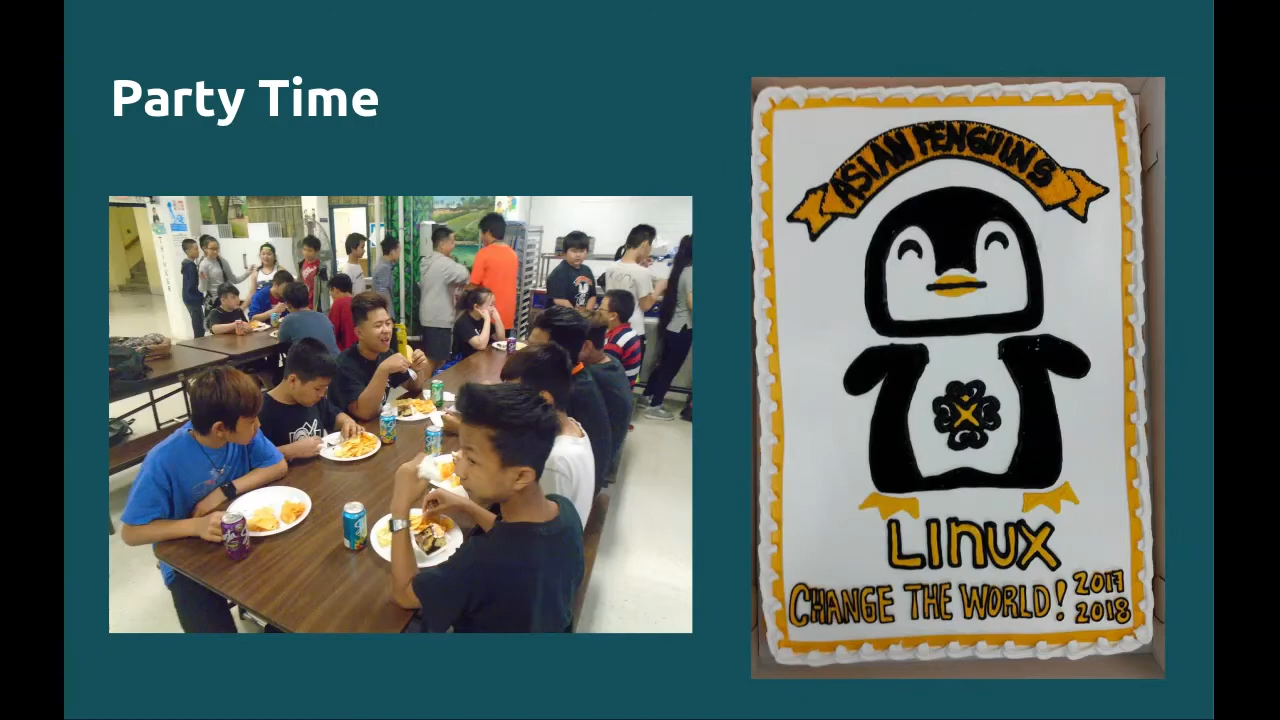 Party Time
ASIAN PENGUINS
LINUX
CHANGE THE WORLD! 2017
2018